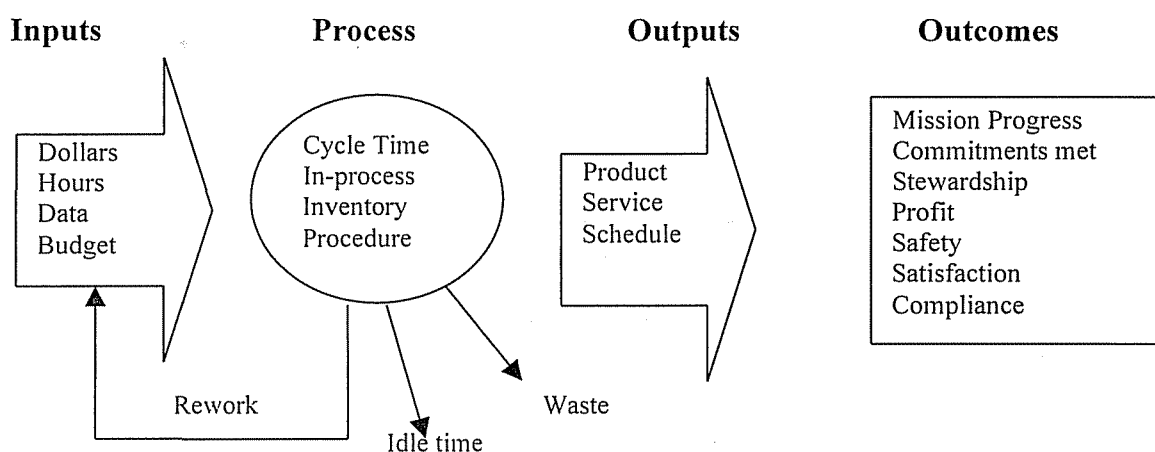 Inputs
Process
Outputs
Outcomes
Dollars
Hours
Data
Budget
Cycle Time
In-process
Inventory
Procedure
Product
Service
Schedule
Mission Progress
Commitments met
Stewardship
Profit
Safety
Satisfaction
Compliance
Rework
Idle time
Waste